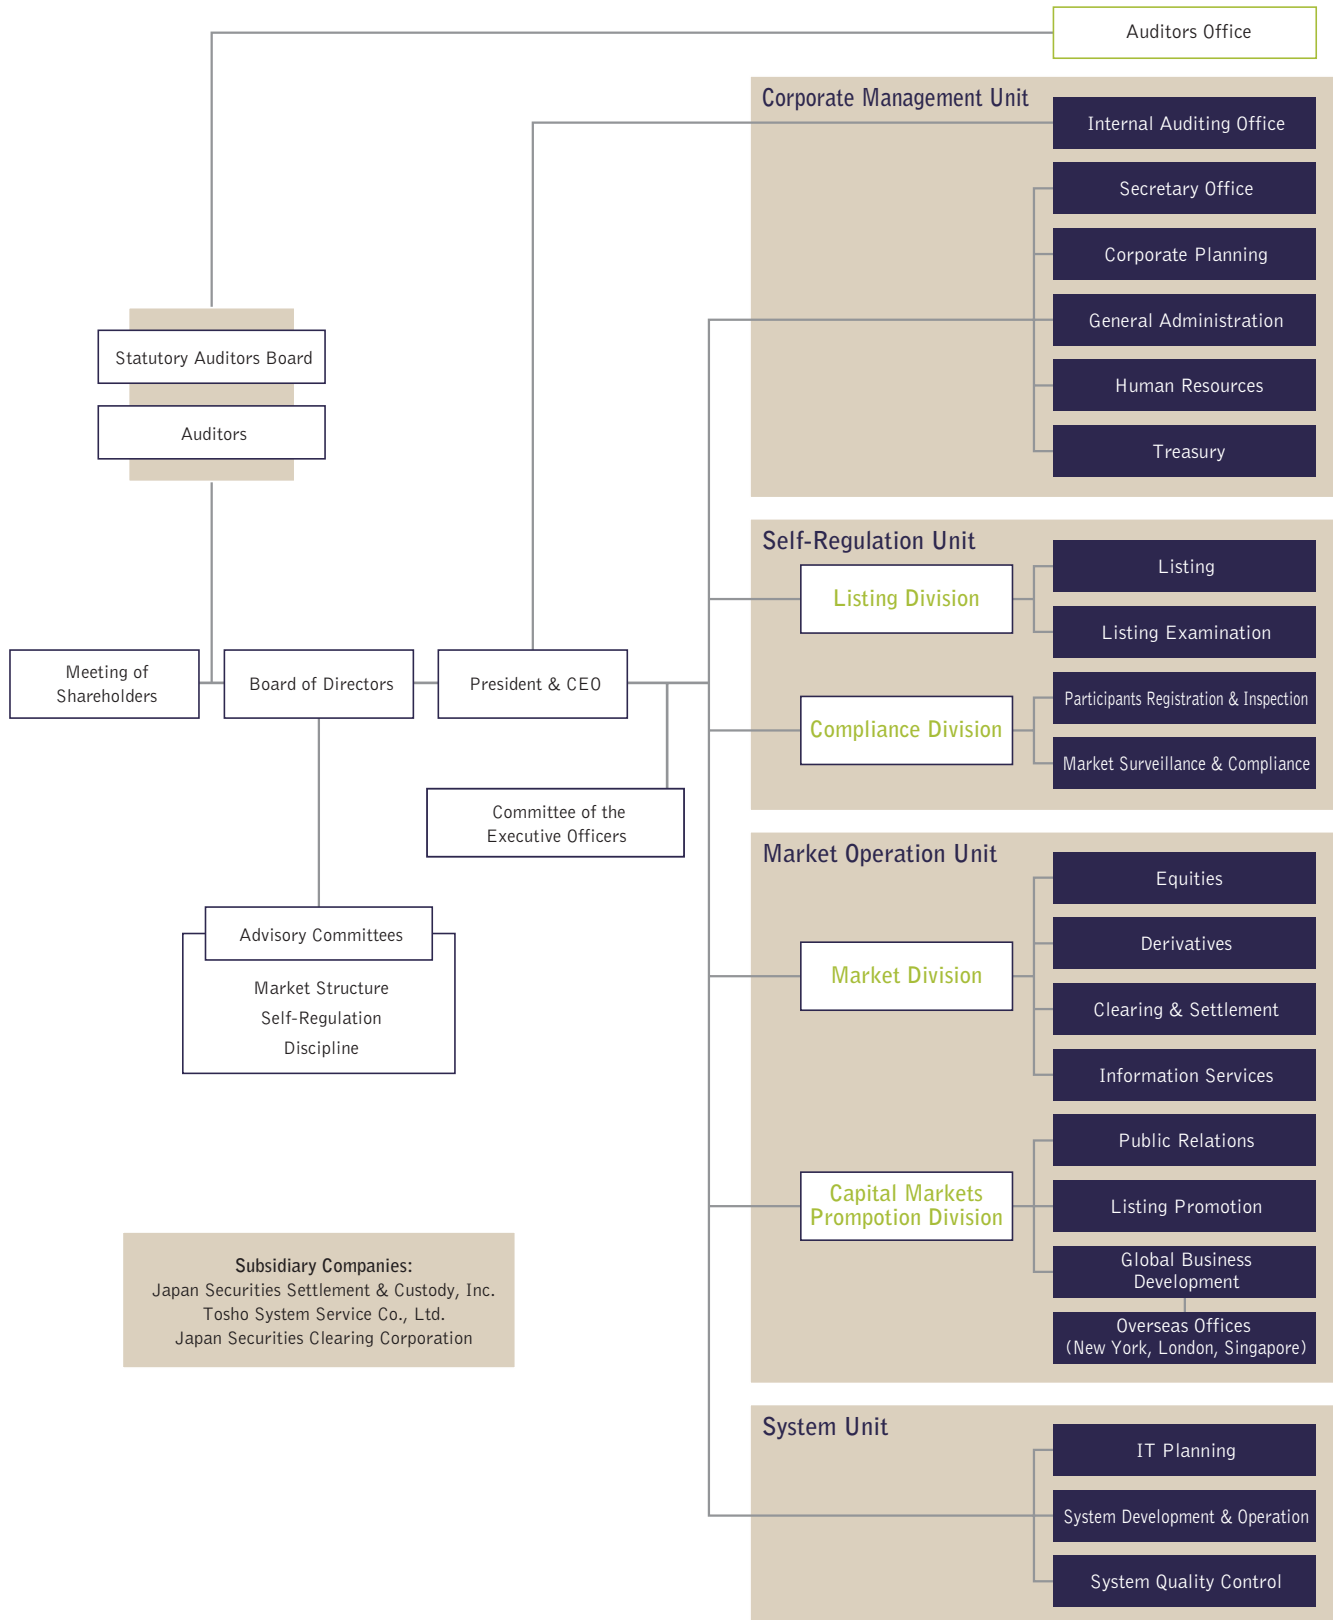 Auditors Office
Corporate Management Unit
Internal Auditing Office
Secretary Office
Corporate Planning
General Administration
Human Resources
Treasury
Statutory Auditors Board
Auditors
Self-Regulation Unit
Listing Division
Listing
Listing Examination
Compliance Division
Participants Registration & Inspection
Market Surveillance & Compliance
Meeting of
Shareholders
Board of Directors
President & CEO
Committee of the
Executive Officers
Advisory Committees
Market Structure
Self-Regulation
Discipline
Market Operation Unit
Market Division
Equities
Derivatives
Clearing & Settlement
Information Services
Capital Markets
Prompotion Division
Public Relations
Listing Promotion
Global Business
Development
Overseas Offices
(New York, London, Singapore)
Subsidiary Companies:
Japan Securities Settlement & Custody, Inc.
Tosho System Service Co., Ltd.
Japan Securities Clearing Corporation
System Unit
IT Planning
System Development & Operation
System Quality Control